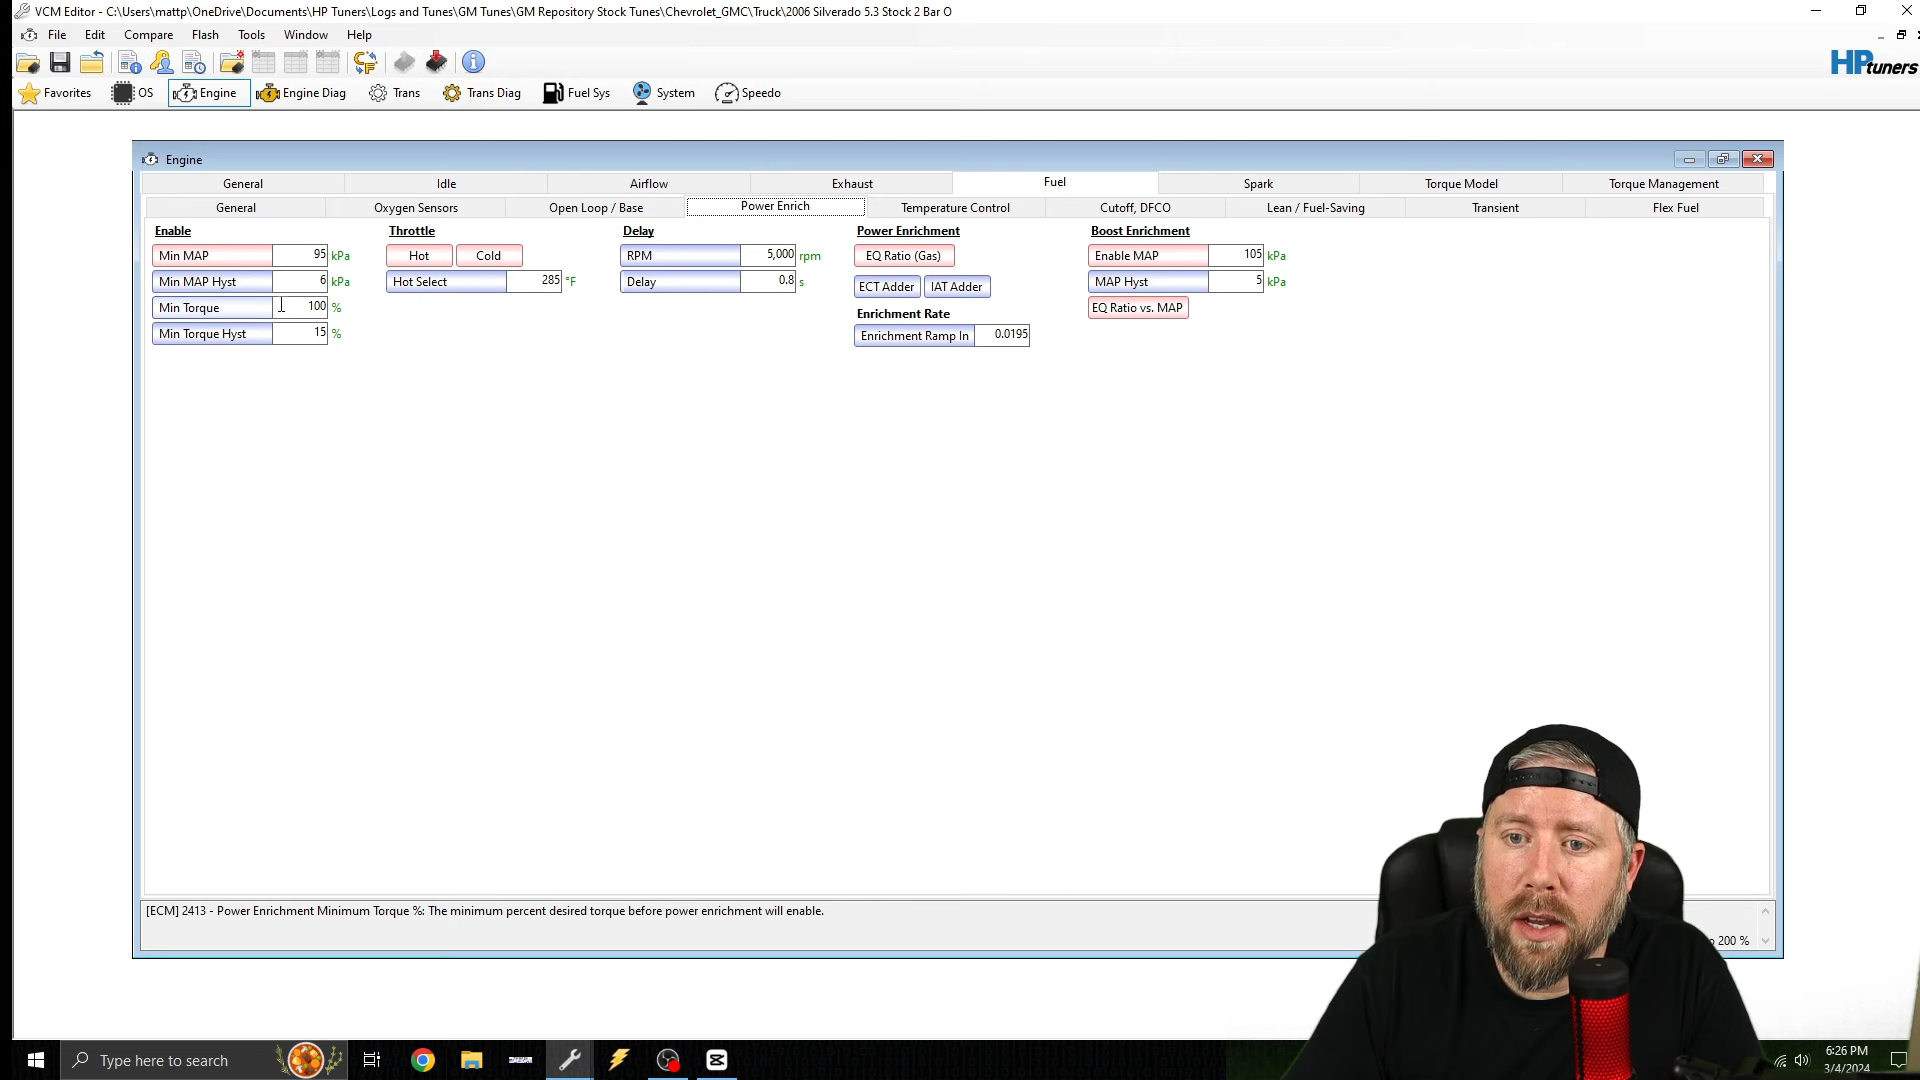 VCM Editor - C:\Users\mattp\OneDrive\Documents\HP Tuners\Logs and Tunes\GM Tunes\GM Repository Stock Tunes\Chevrolet_GMC\Truck\2006 Silverado 5.3 Stock 2 Bar O
File Edit Compare Flash Tools Window Help
HPtuners
Favorites OS Engine Engine Diag Trans Trans Diag Fuel Sys System Speedo
Engine
General Idle Airflow Exhaust Fuel Spark Torque Model Torque Management
General Oxygen Sensors Open Loop / Base Power Enrich Temperature Control Cutoff, DFCO Lean / Fuel-Saving Transient Flex Fuel
Enable Throttle Delay Power Enrichment Boost Enrichment
Min MAP 95 kPa Hot Cold RPM 5,000 rpm EQ Ratio (Gas) Enable MAP 105 kPa
Min MAP Hyst 6 kPa Hot Select 285 °F Delay 0.8 s ECT Adder IAT Adder MAP Hyst 5 kPa
Min Torque 100 % Enrichment Rate EQ Ratio vs. MAP
Min Torque Hyst 15 % Enrichment Ramp In 0.0195
[ECM] 2413 - Power Enrichment Minimum Torque %: The minimum percent desired torque before power enrichment will enable.
200 %
Type here to search
6:26 PM
3/4/2024